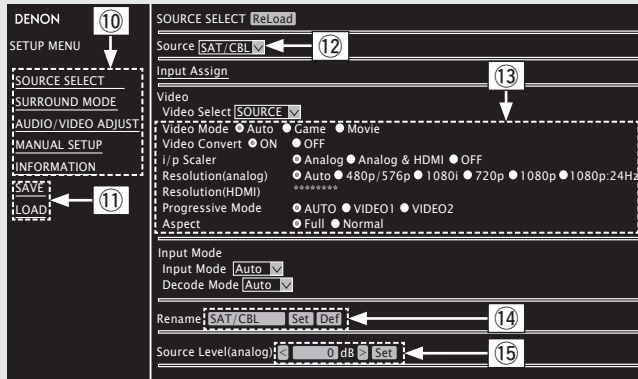 DENON
⑩
SETUP MENU
SOURCE SELECT
SURROUND MODE
AUDIO/VIDEO ADJUST
MANUAL SETUP
INFORMATION
SAVE
LOAD
⑪
SOURCE SELECT ReLoad
Source SAT/CBL
⑫
Input Assign
⑬
Video
Video Select SOURCE
Video Mode Auto Game Movie
Video Convert ON OFF
i/p Scaler Analog Analog & HDMI OFF
Resolution(analog) Auto 480p/576p 1080i 720p 1080p 1080p:24Hz
Resolution(HDMI) ********
Progressive Mode AUTO VIDEO1 VIDEO2
Aspect Full Normal
Input Mode
Input Mode Auto
Decode Mode Auto
Rename SAT/CBL Set Def
⑭
Source Level(analog) < 0 dB > Set
⑮